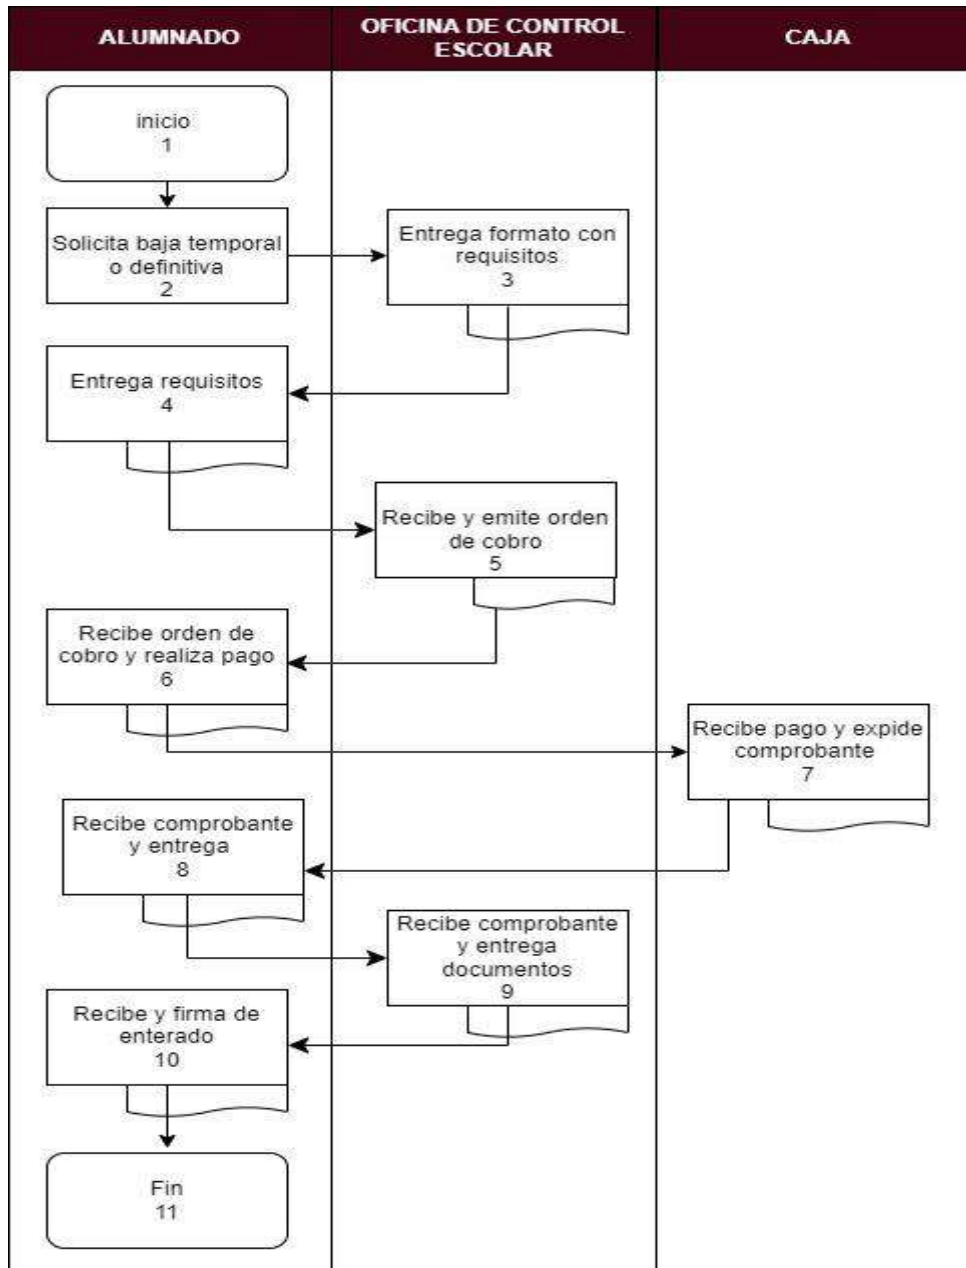 ALUMNADO
OFICINA DE CONTROL
ESCOLAR
CAJA
inicio
1
Solicita baja temporal
o definitiva
2
Entrega formato con
requisitos
3
Entrega requisitos
4
Recibe y emite orden
de cobro
5
Recibe orden de
cobro y realiza pago
6
Recibe pago y expide
comprobante
7
Recibe comprobante
y entrega
8
Recibe comprobante
y entrega
documentos
9
Recibe y firma de
enterado
10
Fin
11